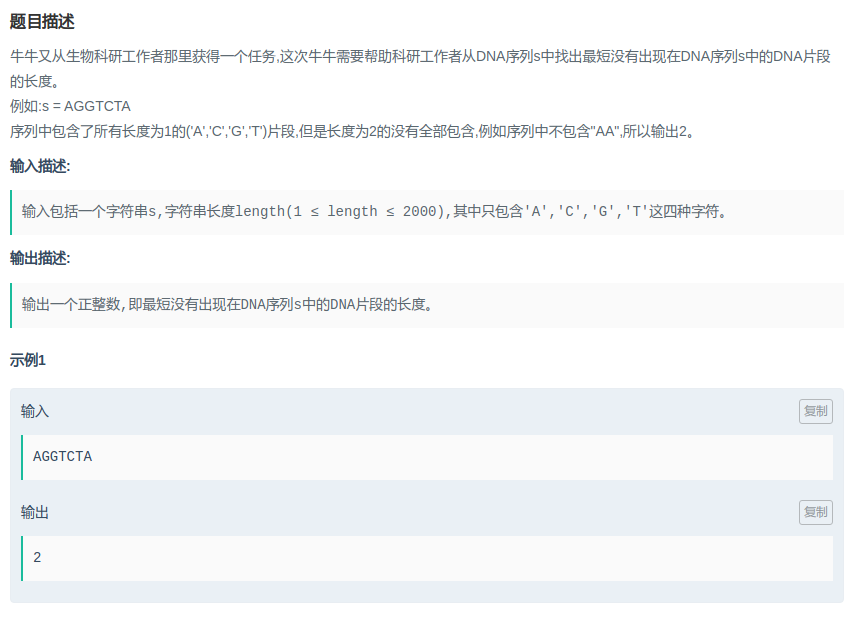 题目描述
牛牛又从生物科研工作者那里获得一个任务,这次牛牛需要帮助科研工作者从DNA序列s中找出最短没有出现在DNA序列s中的DNA片段
的长度。
例如:s = AGGTCTA
序列中包含了所有长度为1的('A','C','G','T')片段,但是长度为2的没有全部包含,例如序列中不包含"AA",所以输出2。
输入描述:
输入包括一个字符串s,字符串长度length(1 ≤ length ≤ 2000),其中只包含'A','C','G','T'这四种字符。
输出描述:
输出一个正整数,即最短没有出现在DNA序列s中的DNA片段的长度。
示例1
输入 复制
AGGTCTA
输出 复制
2